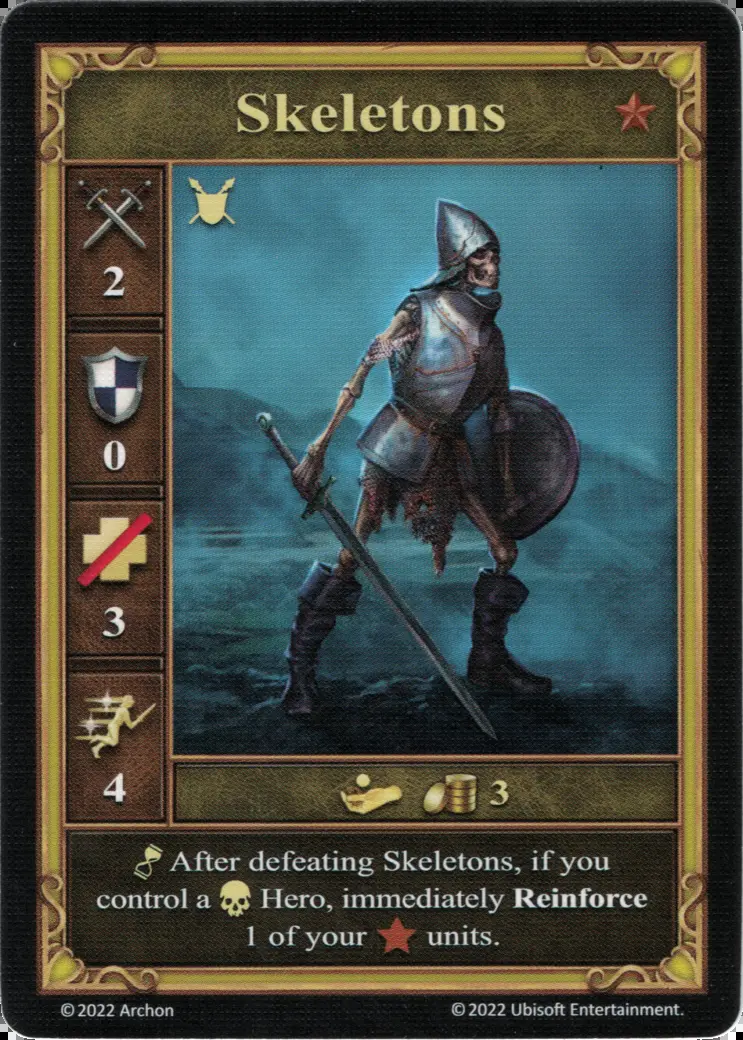 Skeletons
2
0
3
4
3
After defeating Skeletons, if you
control a Hero, immediately Reinforce
1 of your units.
©2022 Archon
©2022 Ubisoft Entertainment.